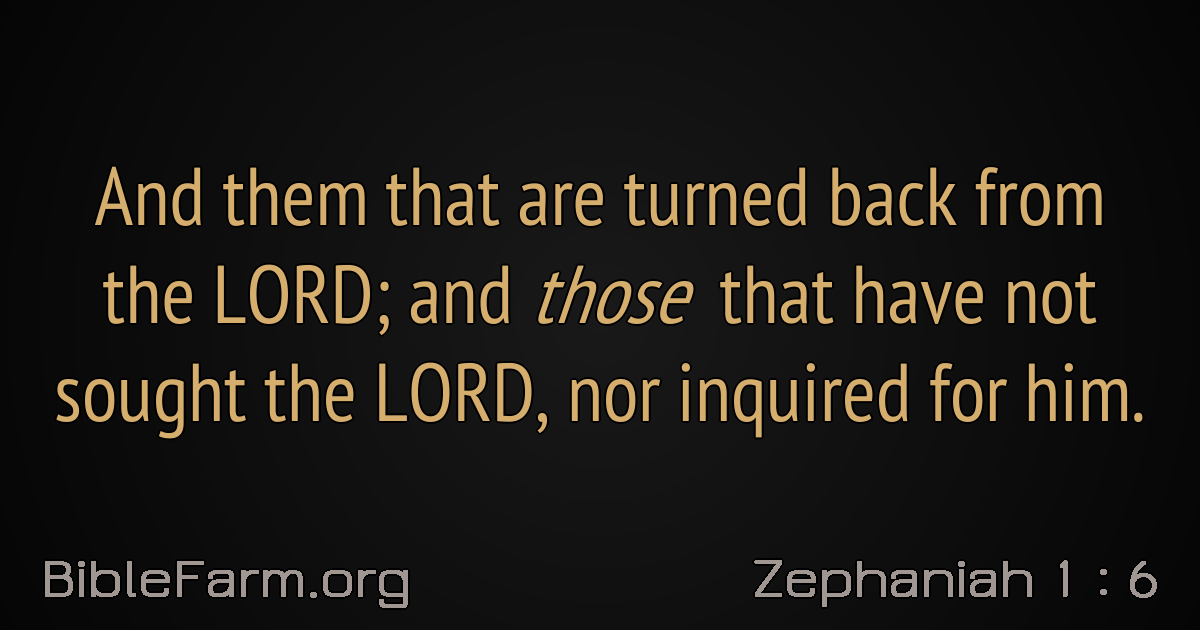 And them that are turned back from
the LORD; and those that have not
sought the LORD, nor inquired for him.
BibleFarm.org
Zephaniah 1 : 6